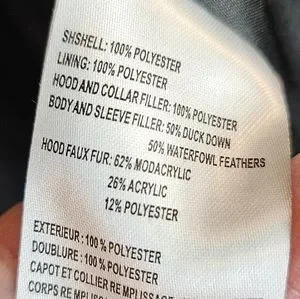 SHSHELL: 100% POLYESTER
LINING: 100% POLYESTER
HOOD AND COLLAR FILLER: 100% POLYESTER
BODY AND SLEEVE FILLER: 50% DUCK DOWN
50% WATERFOWL FEATHERS
HOOD FAUX FUR: 62% MODACRYLIC
26% ACRYLIC
12% POLYESTER
EXTERIEUR: 100% POLYESTER
DOUBLURE: 100% POLYESTER
CAPOT ET COLLIER REMPLISSAGE
CORPS REMPLISS